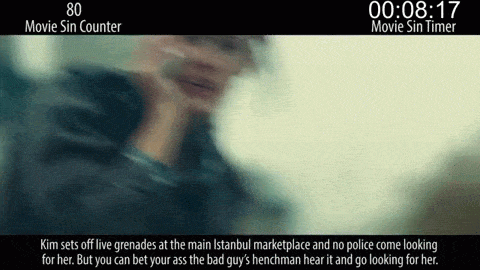 80
Movie Sin Counter
00:08:17
Movie Sin Timer
Kim sets off live grenades at the main Istanbul marketplace and no police come looking
for her. But you can bet your ass the bad guy's henchman hear it and go looking for her.